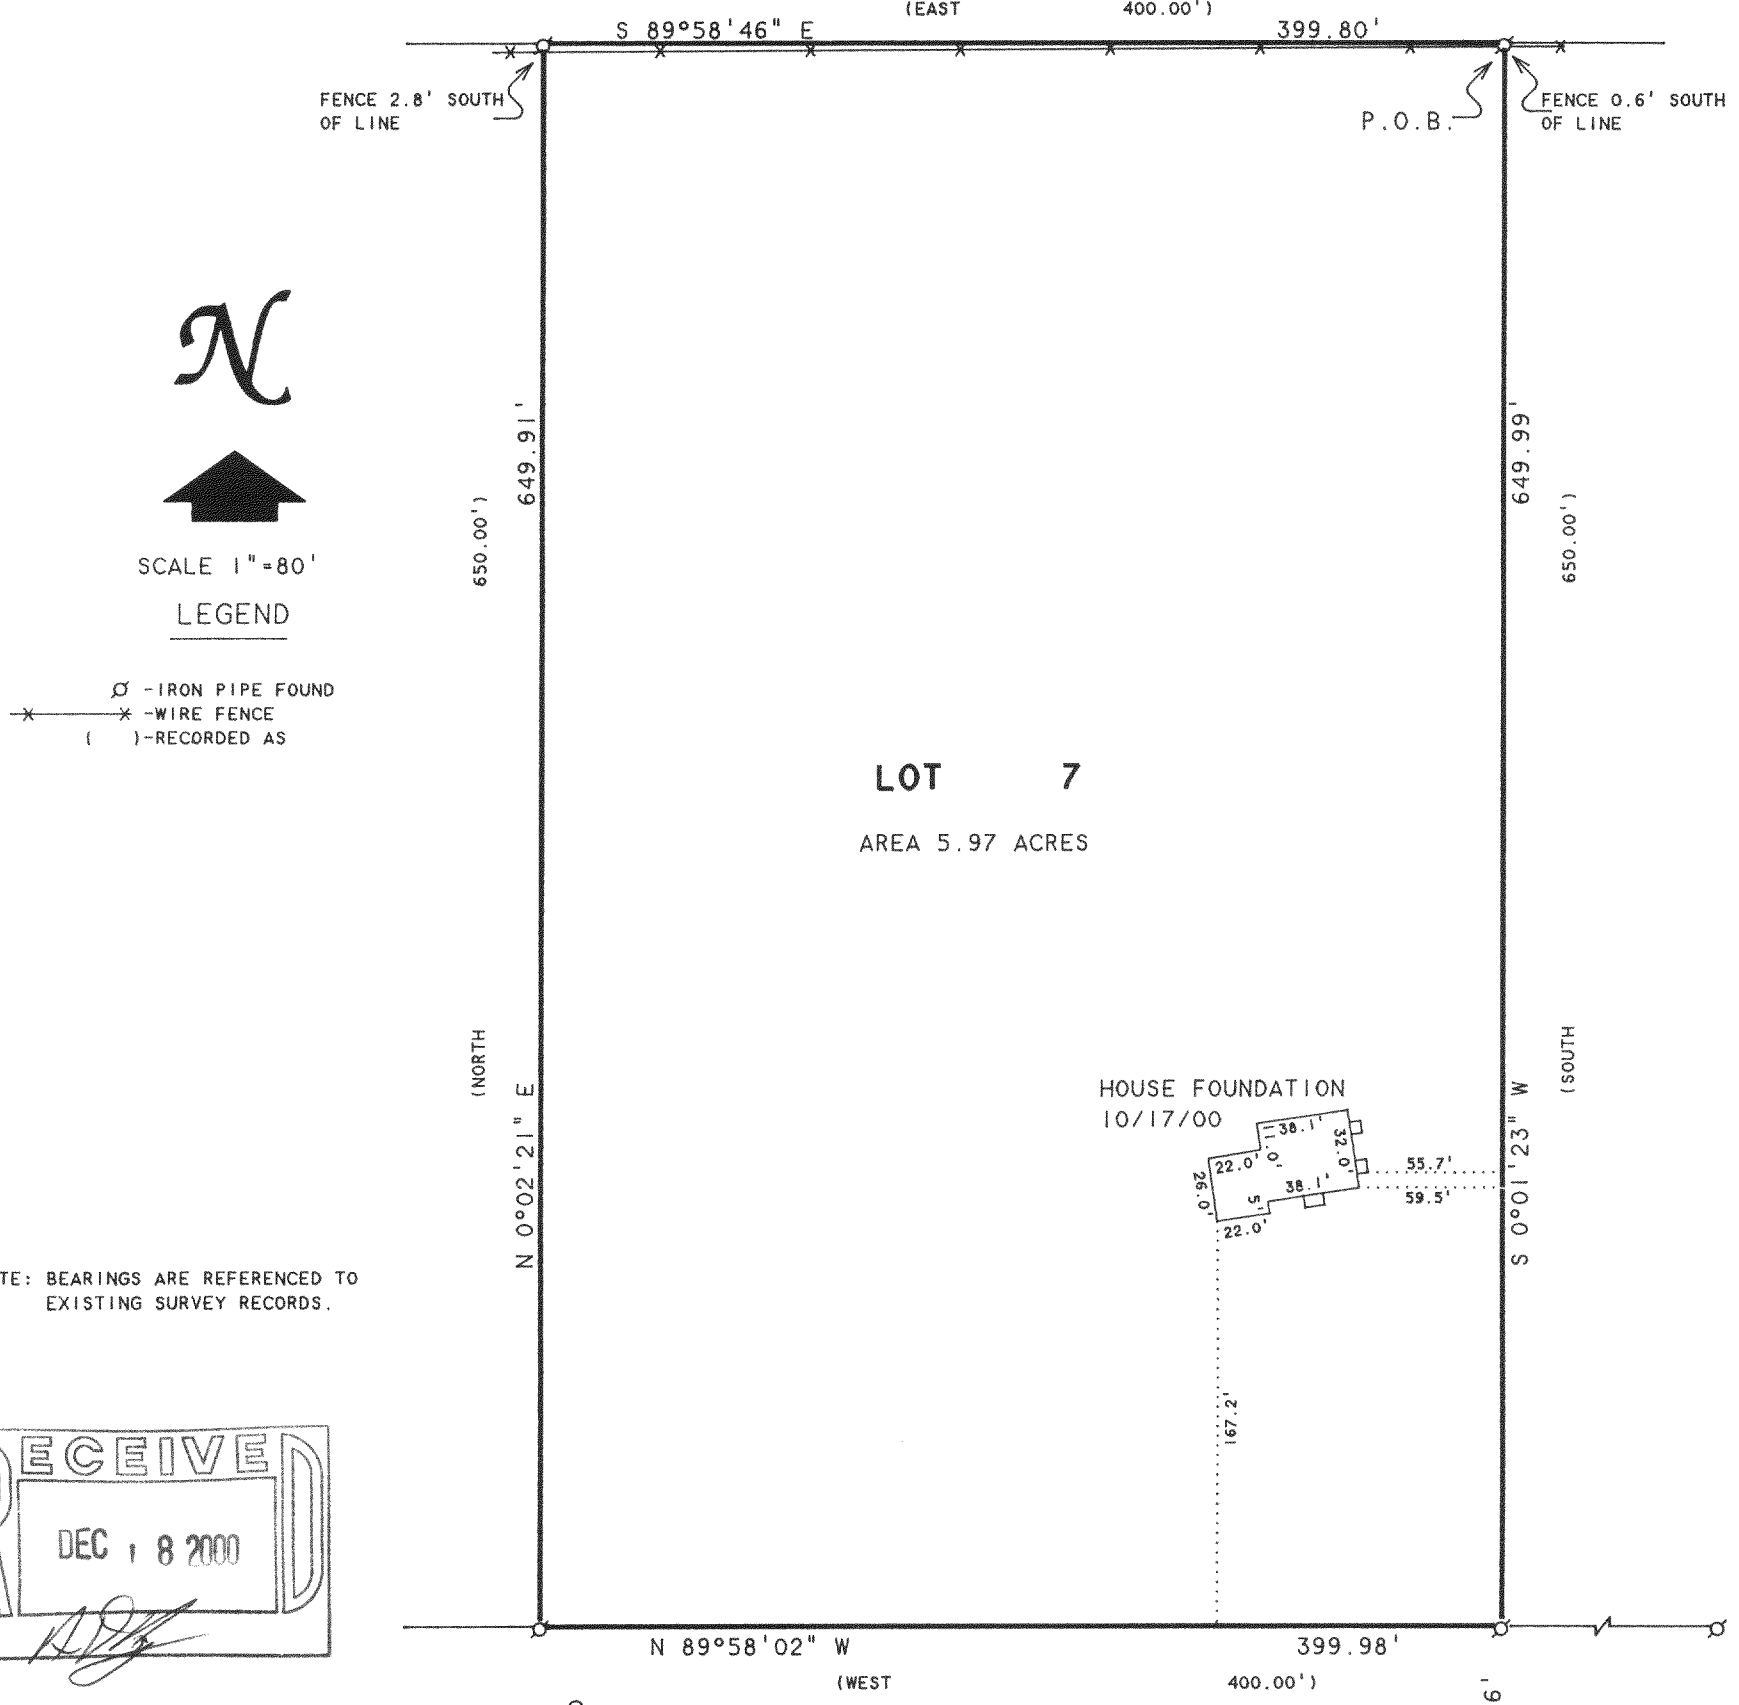 (EAST 400.00')
S 89°58'46" E 399.80'
FENCE 2.8' SOUTH
OF LINE
P.O.B.
FENCE 0.6' SOUTH
OF LINE
N
649.91'
650.00')
649.99'
650.00')
SCALE 1"=80'
LEGEND
-IRON PIPE FOUND
-WIRE FENCE
( )-RECORDED AS
LOT 7
AREA 5.97 ACRES
(NORTH
N 0°02'21" E
(SOUTH
S 0°01'23" W
HOUSE FOUNDATION
10/17/00
38.1'
11.0'
32.0'
22.0'
26.0'
38.1'
5'
22.0'
55.7'
59.5'
167.2'
TE: BEARINGS ARE REFERENCED TO
EXISTING SURVEY RECORDS.
ECEIVED
DEC 18 2000
N 89°58'02" W 399.98'
(WEST 400.00')